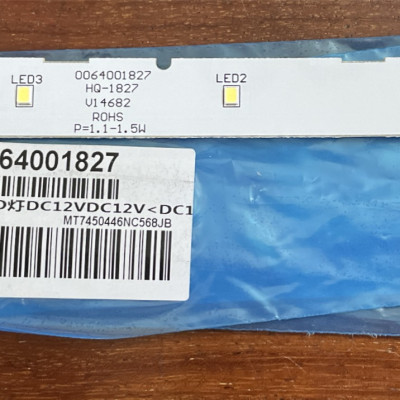 LED3
0064001827
HQ-1827
V14682
ROHS
P=1.1-1.5W
LED2
64001827
D灯DC12VDC12V<DC1
MT7450446NC568JB